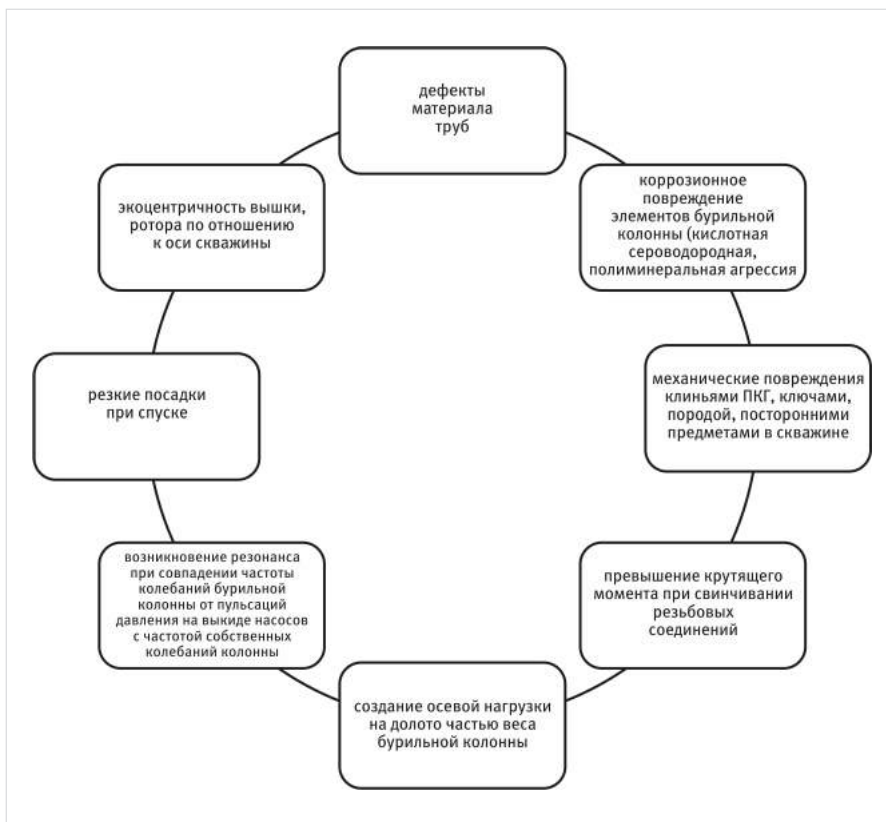 дефекты
материала
труб
коррозионное
повреждение
элементов бурильной
колонны (кислотная
сероводородная,
полиминеральная агрессия
механические повреждения
клиньями ПКГ, ключами,
породой, посторонними
предметами в скважине
превышение крутящего
момента при свинчивании
резьбовых
соединений
создание осевой нагрузки
на долото частью веса
бурильной колонны
возникновение резонанса
при совпадении частоты
колебаний бурильной
колонны от пульсаций
давления на выкиде насосов
с частотой собственных
колебаний колонны
резкие посадки
при спуске
экоцентричность вышки,
ротора по отношению
к оси скважины